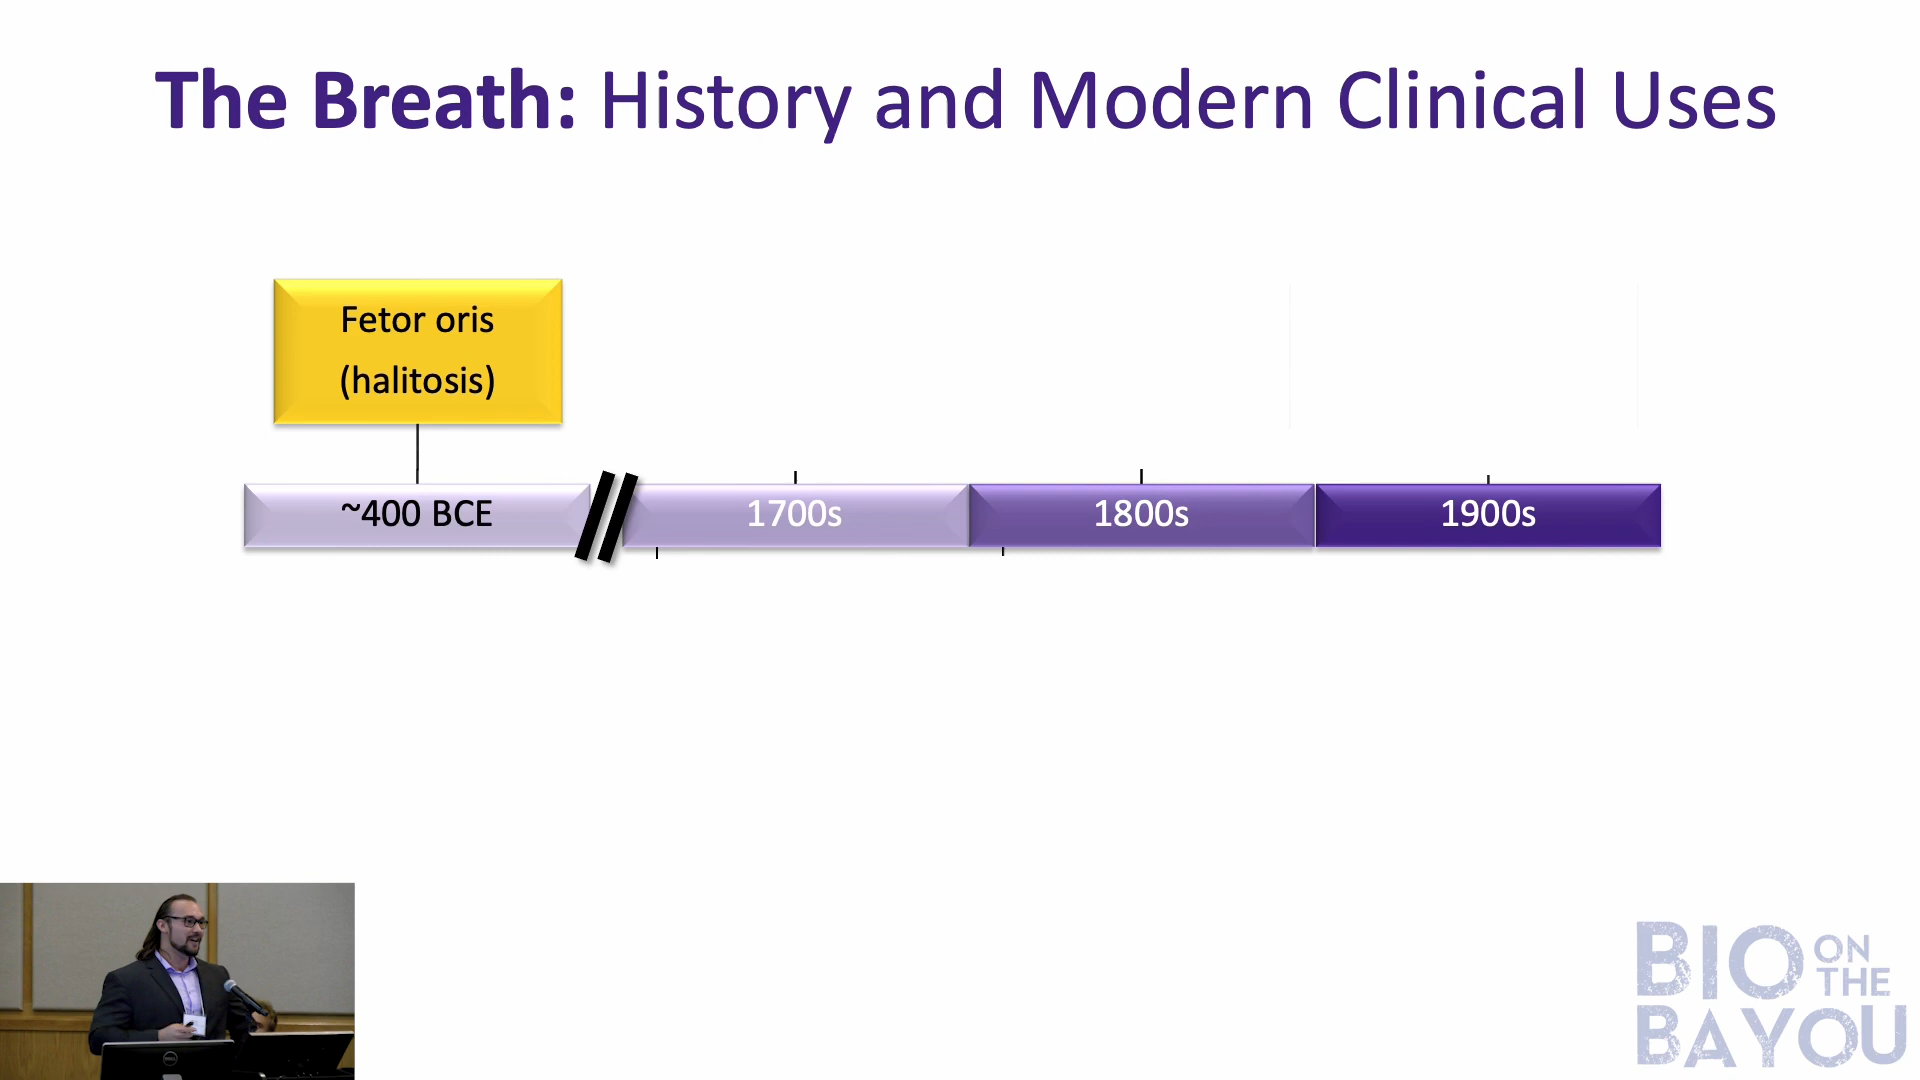 The Breath: History and Modern Clinical Uses
Fetor oris
(halitosis)
~400 BCE
1700s
1800s
1900s
DELL
BIO ON THE
BAYOU